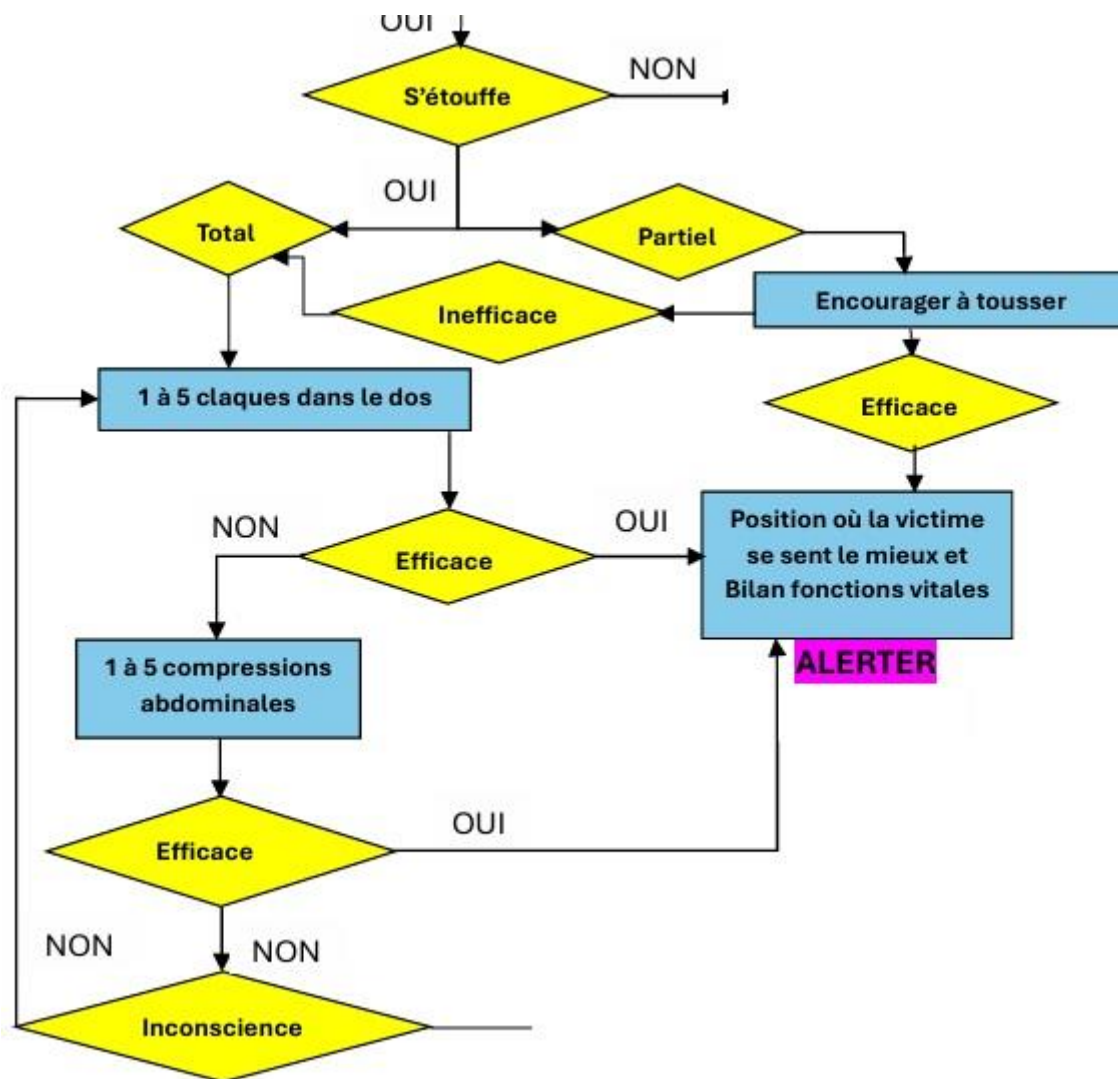 OUI
S'étouffe
NON
OUI
Total
Partiel
Inefficace
Encourager à tousser
1 à 5 claques dans le dos
Efficace
NON
Efficace
OUI
Position où la victime
se sent le mieux et
Bilan fonctions vitales
ALERTER
1 à 5 compressions
abdominales
Efficace
OUI
NON
NON
Inconscience